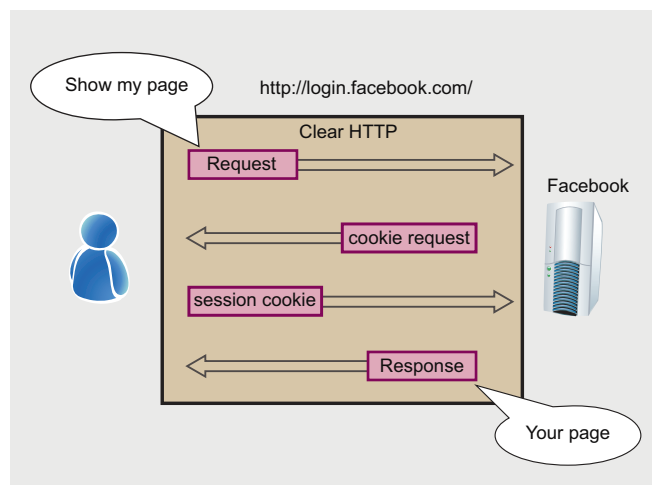 Show my page
http://login.facebook.com/
Clear HTTP
Request
Facebook
cookie request
session cookie
Response
Your page